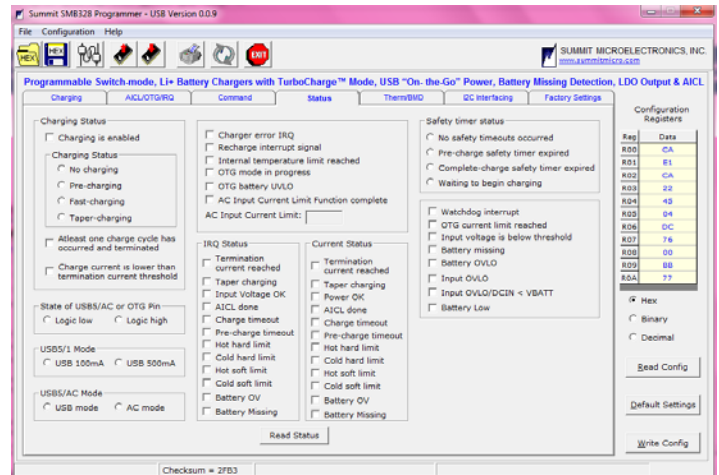 Summit SMB328 Programmer - USB Version 0.0.9
File Configuration Help
HEX
HEX
EXIT
SUMMIT MICROELECTRONICS, INC.
www.summitmicro.com
Programmable Switch-mode, Li+ Battery Chargers with TurboCharge™ Mode, USB "On- the-Go" Power, Battery Missing Detection, LDO Output & AICL
Charging
AICL/OTG/IRQ
Command
Status
Therm/BMD
I2C Interfacing
Factory Settings
Charging Status
Charging is enabled
Charging Status
No charging
Pre-charging
Fast-charging
Taper-charging
Atleast one charge cycle has
occurred and terminated
Charge current is lower than
termination current threshold
State of USB5/AC or OTG Pin
Logic low
Logic high
USB5/1 Mode
USB 100mA
USB 500mA
USB5/AC Mode
USB mode
AC mode
Charger error IRQ
Recharge interrupt signal
Internal temperature limit reached
OTG mode in progress
OTG battery UVLO
AC Input Current Limit Function complete
AC Input Current Limit:
IRQ Status
Termination
current reached
Taper charging
Input Voltage OK
AICL done
Charge timeout
Pre-charge timeout
Hot hard limit
Cold hard limit
Hot soft limit
Cold soft limit
Battery OV
Battery Missing
Current Status
Termination
current reached
Taper charging
Power OK
AICL done
Charge timeout
Pre-charge timeout
Hot hard limit
Cold hard limit
Hot soft limit
Cold soft limit
Battery OV
Battery Missing
Read Status
Safety timer status
No safety timeouts occurred
Pre-charge safety timer expired
Complete-charge safety timer expired
Waiting to begin charging
Watchdog interrupt
OTG current limit reached
Input voltage is below threshold
Battery missing
Battery OVLO
Input OVLO
Input OVLO/DCIN < VBATT
Battery Low
Configuration
Registers
Reg Data
R00 CA
R01 E1
R02 CA
R03 22
R04 45
R05 04
R06 DC
R07 76
R08 00
R09 BB
R0A 77
Hex
Binary
Decimal
Read Config
Default Settings
Write Config
Checksum = 2FB3